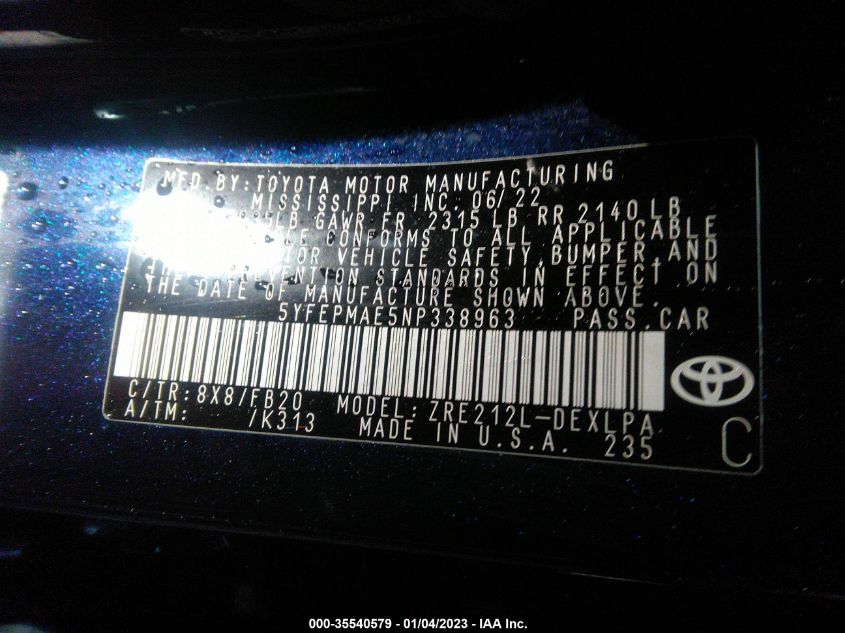 MFD. BY: TOYOTA MOTOR MANUFACTURING
MISSISSIPPI INC. 06/22
GAWR FR 2315 LB RR 2140 LB
CONFORMS TO ALL APPLICABLE
VEHICLE SAFETY, BUMPER, AND
STANDARDS IN EFFECT ON
THE DATE OF MANUFACTURE SHOWN ABOVE.
5YFEPMAE5NP338963 PASS. CAR
C/TR: 8X8/FB20 MODEL: ZRE212L-DEXLPA
A/TM: /K313 MADE IN U.S.A. 235
C
000-35540579 - 01/04/2023 - IAA Inc.